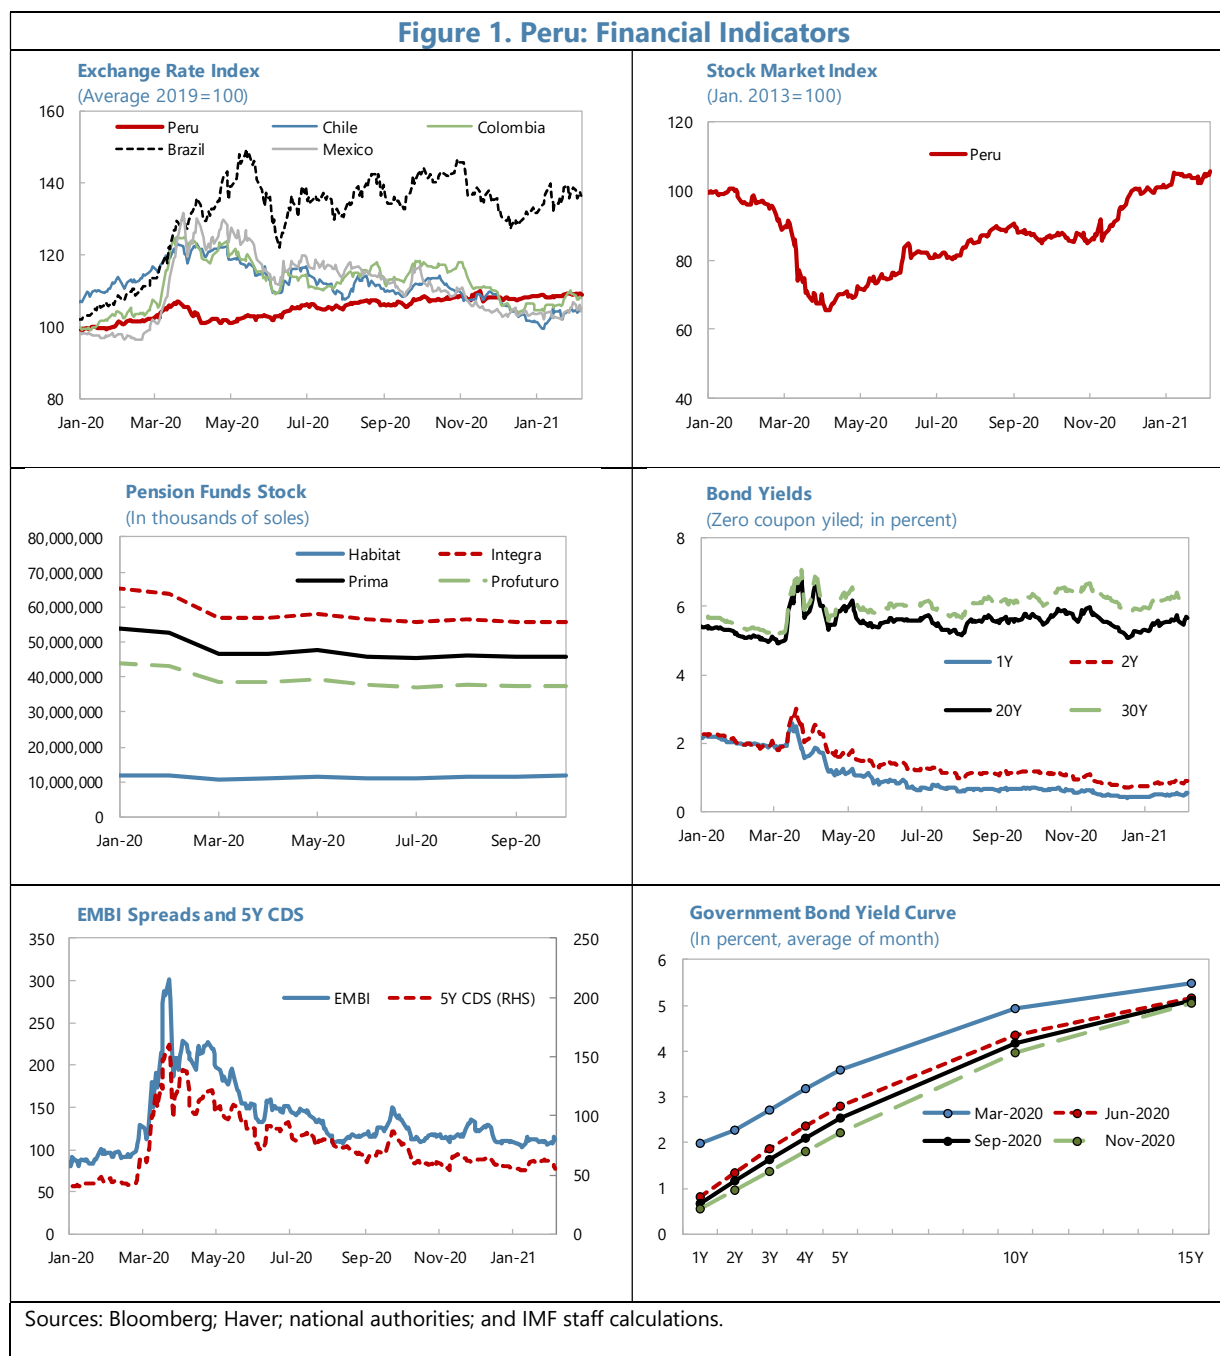 Figure 1. Peru: Financial Indicators
Exchange Rate Index
(Average 2019=100)
160
140
120
100
80
Peru
Chile
Colombia
Brazil
Mexico
Jan-20 Mar-20 May-20 Jul-20 Sep-20 Nov-20 Jan-21
Stock Market Index
(Jan. 2013=100)
120
100
80
60
40
Peru
Jan-20 Mar-20 May-20 Jul-20 Sep-20 Nov-20 Jan-21
Pension Funds Stock
(In thousands of soles)
80,000,000
70,000,000
60,000,000
50,000,000
40,000,000
30,000,000
20,000,000
10,000,000
0
Habitat
Integra
Prima
Profuturo
Jan-20 Mar-20 May-20 Jul-20 Sep-20
Bond Yields
(Zero coupon yiled; in percent)
8
6
4
2
0
1Y
2Y
20Y
30Y
Jan-20 Mar-20 May-20 Jul-20 Sep-20 Nov-20 Jan-21
EMBI Spreads and 5Y CDS
350
300
250
200
150
100
50
0
250
200
150
100
50
0
EMBI
5Y CDS (RHS)
Jan-20 Mar-20 May-20 Jul-20 Sep-20 Nov-20 Jan-21
Government Bond Yield Curve
(In percent, average of month)
6
5
4
3
2
1
0
Mar-2020
Jun-2020
Sep-2020
Nov-2020
1Y 2Y 3Y 4Y 5Y 10Y 15Y
Sources: Bloomberg; Haver; national authorities; and IMF staff calculations.